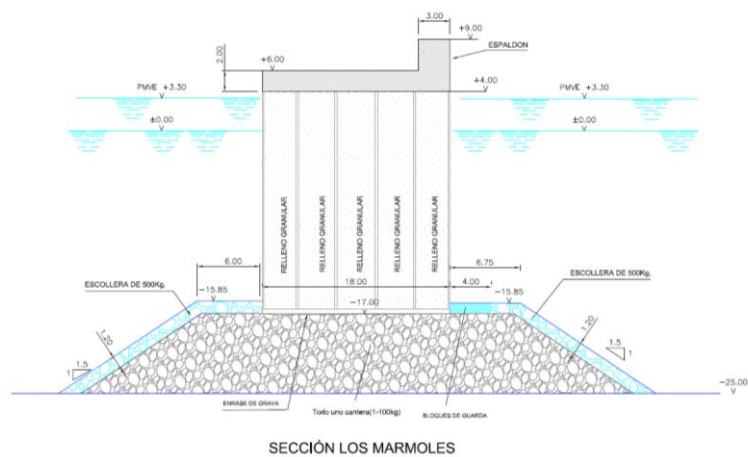 3.00
+9.00
ESPALDON
2.00
+6.00
+4.00
PMVE +3.30
PMVE +3.30
±0.00
±0.00
RELLENO GRANULAR
RELLENO GRANULAR
RELLENO GRANULAR
RELLENO GRANULAR
RELLENO GRANULAR
6.00
6.75
ESCOLLERA DE 500Kg.
ESCOLLERA DE 500Kg.
18.00
4.00
-15.85
-15.85
-17.00
1.20
1.20
1.5
1
1.5
1
-25.00
ENRASE DE GRAVA
Todo uno cantera(1-100kg)
BLOQUES DE GUARDA
SECCIÓN LOS MARMOLES